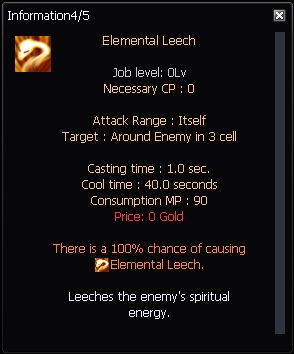 Information4/5
Elemental Leech
Job level: 0Lv
Necessary CP : 0
Attack Range : Itself
Target : Around Enemy in 3 cell
Casting time : 1.0 sec.
Cool time : 40.0 seconds
Consumption MP : 90
Price: 0 Gold
There is a 100% chance of causing
Elemental Leech.
Leeches the enemy's spiritual
energy.